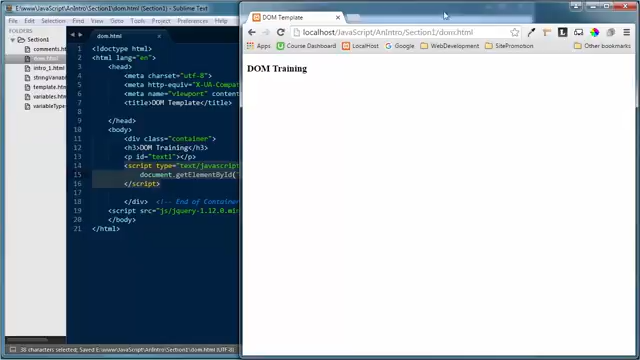 E:\www\JavaScript\AnIntro\Section1\dom.html (Section1) - Sublime Text
File Edit Selection Find View Goto Tools Project
FOLDERS
Section1
comments.htm
dom.html
intro_1.html
stringVariable
template.htm
variables.htm
variableType
dom.html
1 <!doctype html>
2 <html lang="en">
3 <head>
4 <meta charset="utf-8">
5 <meta http-equiv="X-UA-Compa
6 <meta name="viewport" content
7 <title>DOM Template</title>
8
9 </head>
10 <body>
11 <div class="container">
12 <h3>DOM Training</h3>
13 <p id="text1"></p>
14 <script type="text/javascript
15 document.getElementById("
16 </script>
17
18 </div> <!-- End of Container
19 <script src="js/jquery-1.12.0.min
20 </body>
21 </html>
DOM Template
localhost/JavaScript/AnIntro/Section1/dom.html
Apps Course Dashboard LocalHost Google WebDevelopment SitePromotion Other bookmarks
DOM Training
38 characters selected; Saved E:\www\JavaScript\AnIntro\Section1\dom.html (UTF-8)